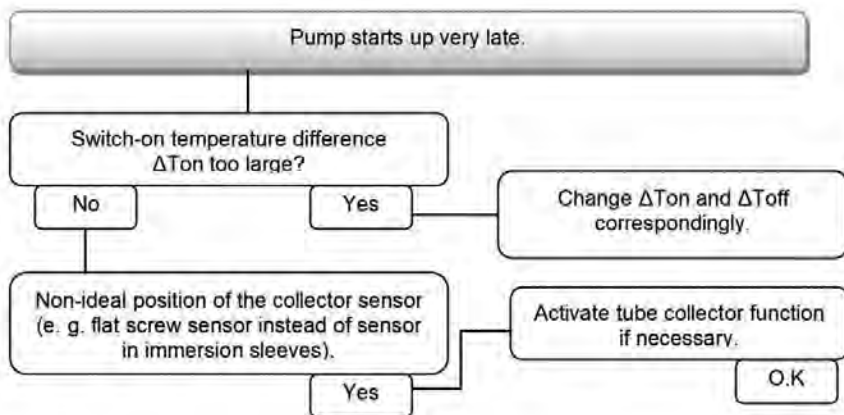 Pump starts up very late.
Switch-on temperature difference
ΔTon too large?
No
Yes
Change ΔTon and ΔToff
correspondingly.
Non-ideal position of the collector sensor
(e. g. flat screw sensor instead of sensor
in immersion sleeves).
Yes
Activate tube collector function
if necessary.
O.K